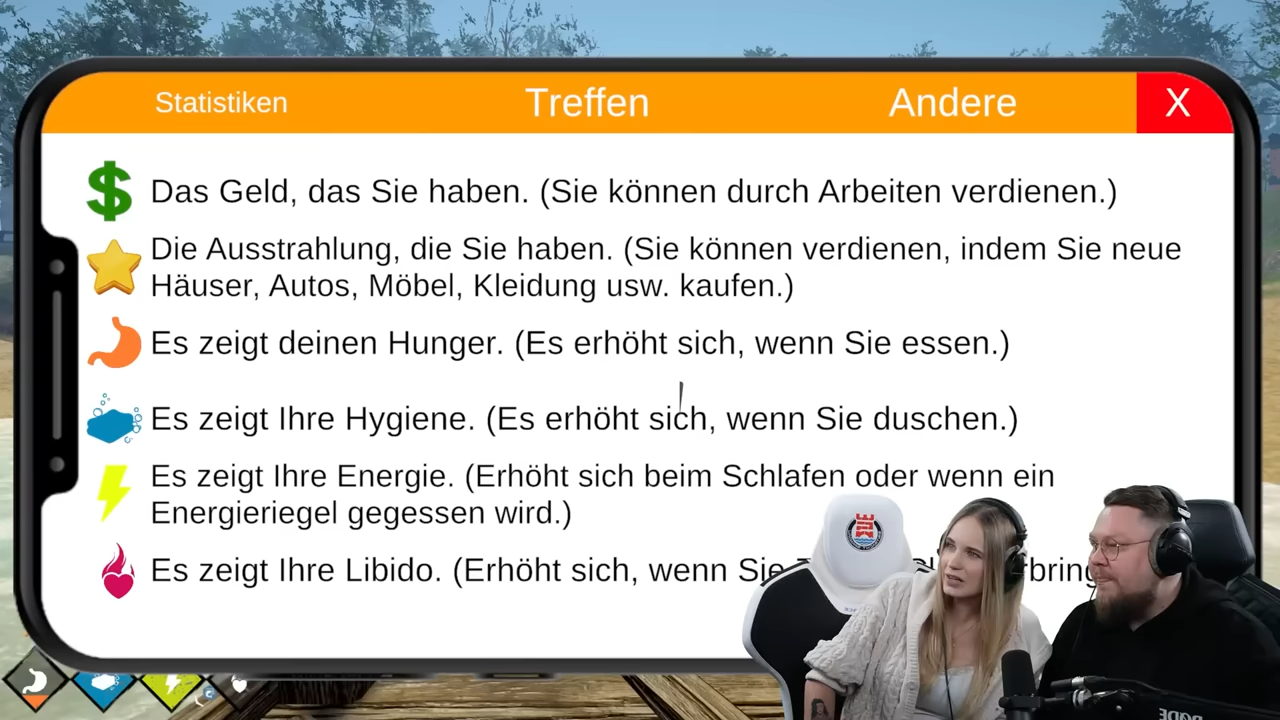 Statistiken Treffen Andere X
Das Geld, das Sie haben. (Sie können durch Arbeiten verdienen.)
Die Ausstrahlung, die Sie haben. (Sie können verdienen, indem Sie neue
Häuser, Autos, Möbel, Kleidung usw. kaufen.)
Es zeigt deinen Hunger. (Es erhöht sich, wenn Sie essen.)
Es zeigt Ihre Hygiene. (Es erhöht sich, wenn Sie duschen.)
Es zeigt Ihre Energie. (Erhöht sich beim Schlafen oder wenn ein
Energieriegel gegessen wird.)
Es zeigt Ihre Libido. (Erhöht sich, wenn Sie